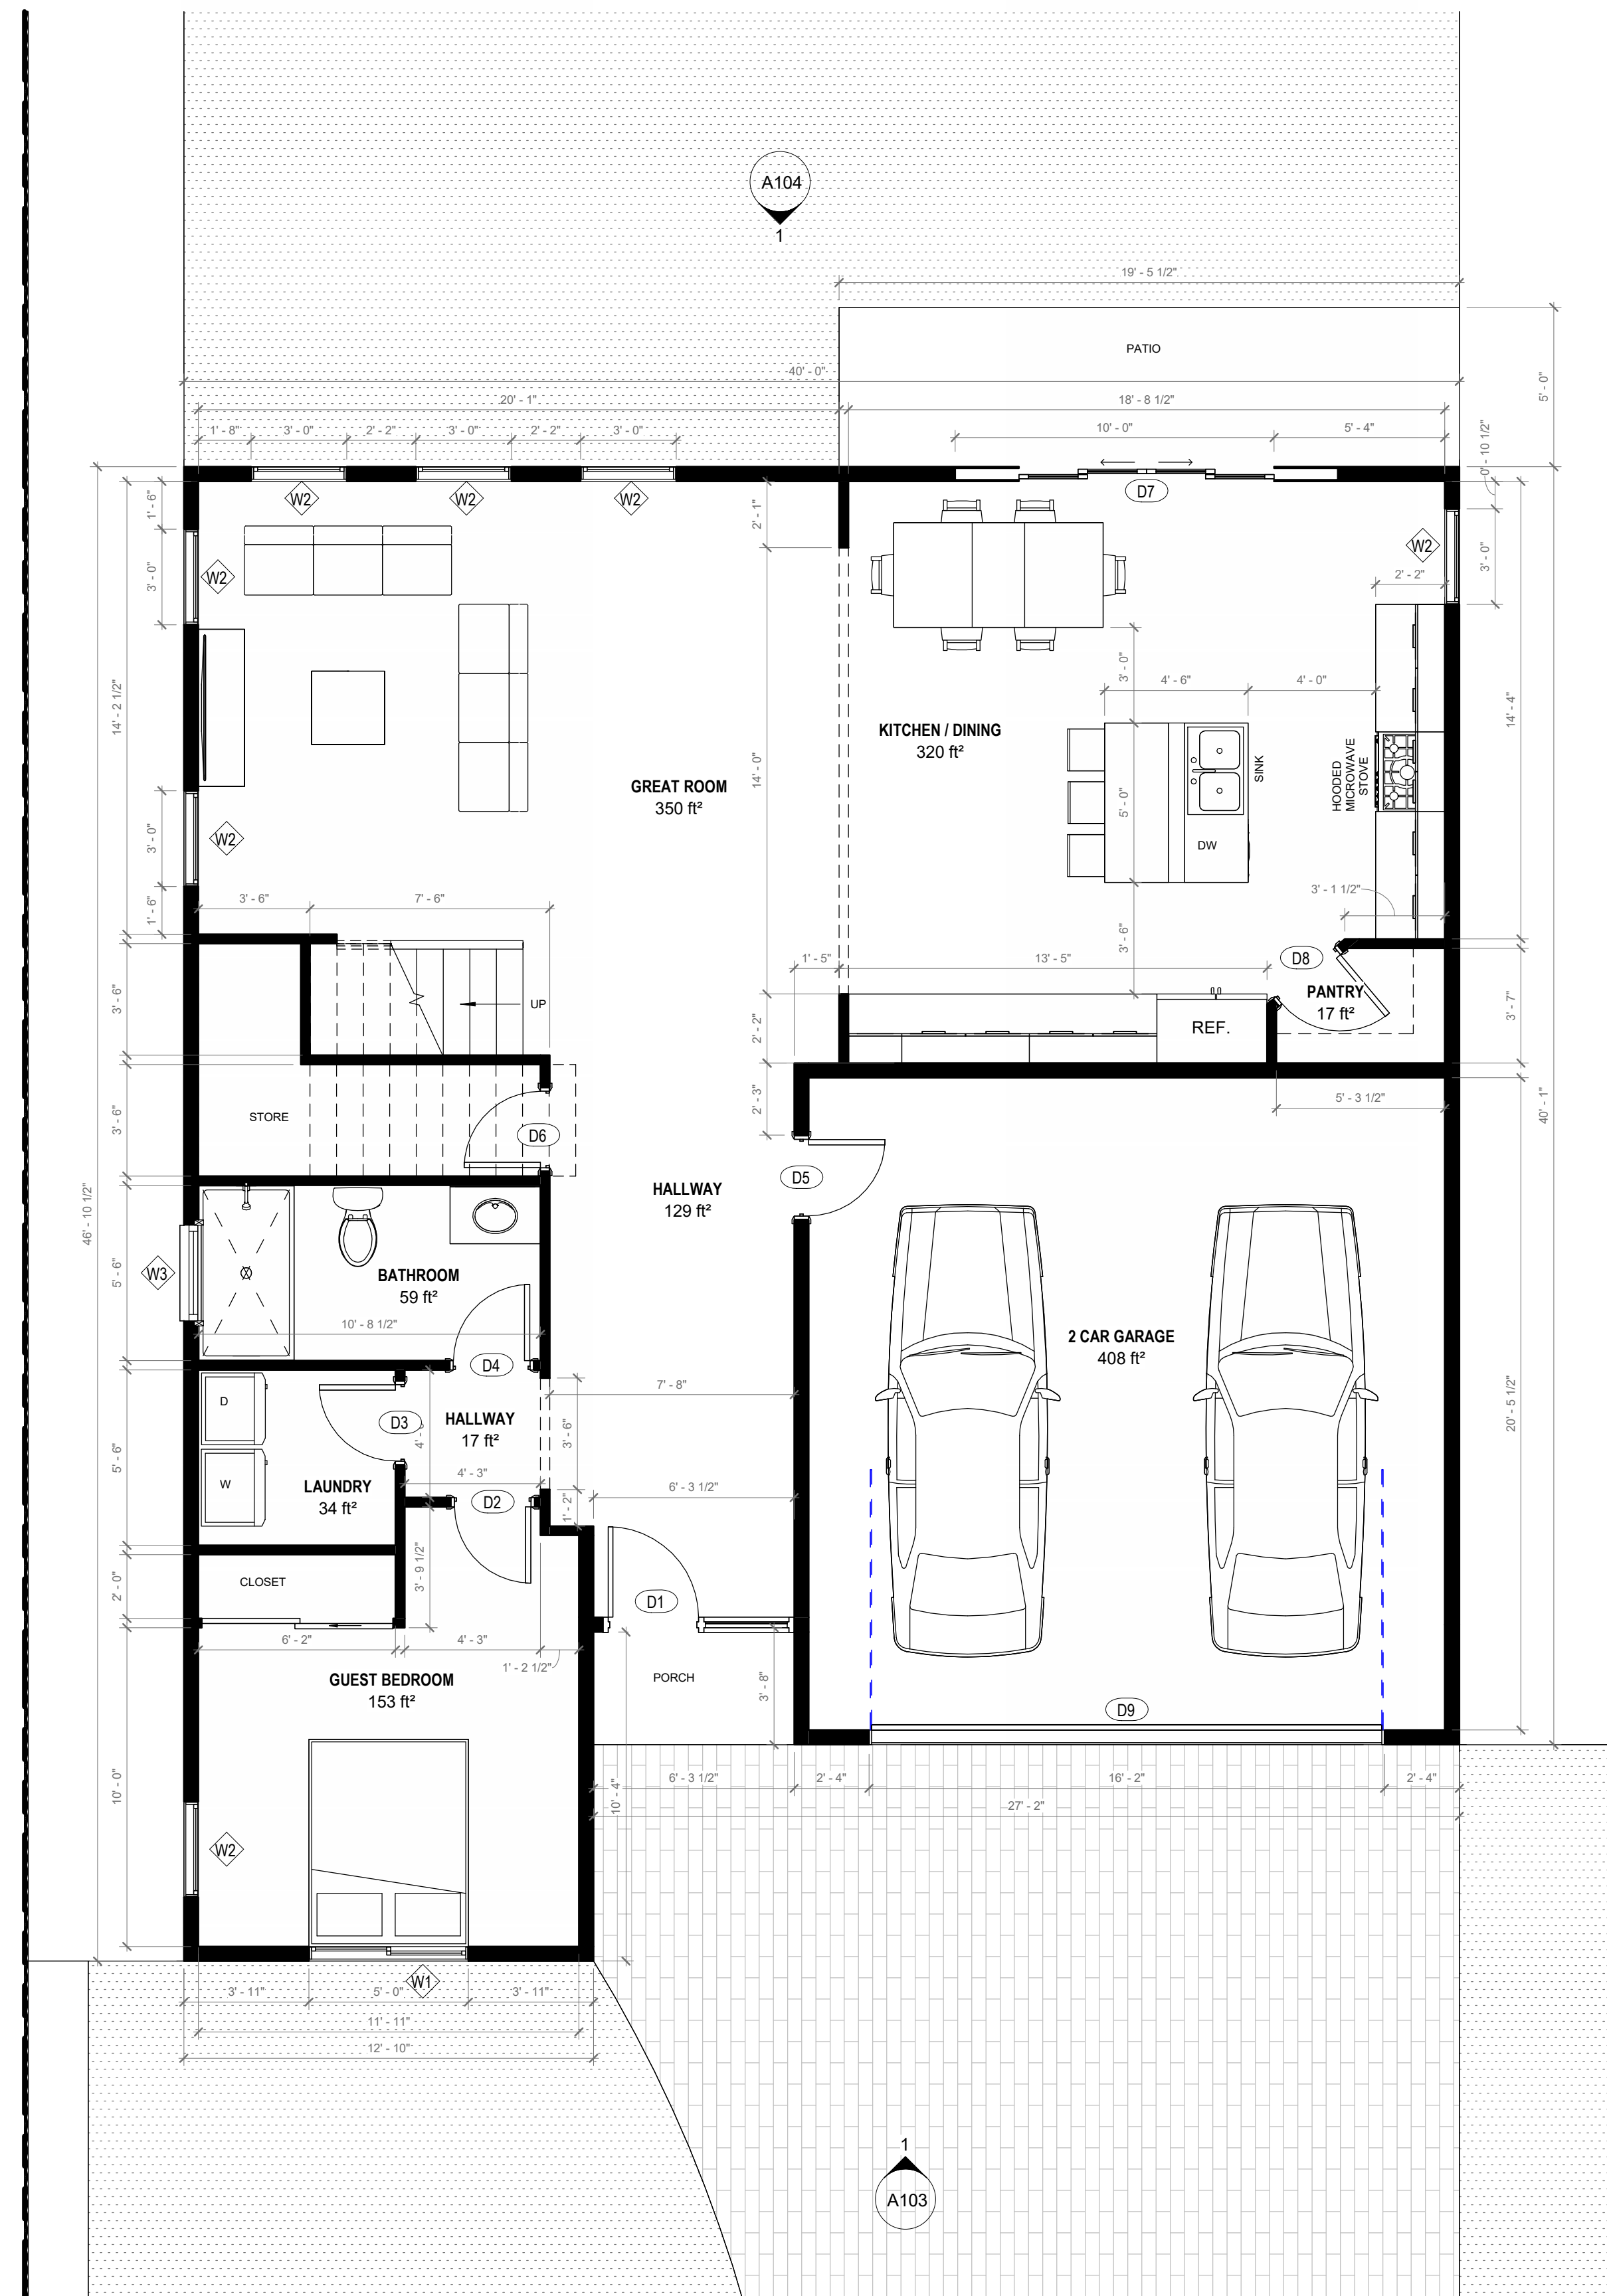 A104
1
19' - 5 1/2"
PATIO
40' - 0"
20' - 1"
18' - 8 1/2"
5' - 0"
1' - 8"
3' - 0"
2' - 2"
3' - 0"
2' - 2"
3' - 0"
10' - 0"
5' - 4"
0' - 10 1/2"
W2
W2
W2
D7
1' - 6"
2' - 1"
W2
3' - 0"
W2
3' - 0"
2' - 2"
14' - 2 1/2"
3' - 0"
4' - 6"
4' - 0"
14' - 4"
KITCHEN / DINING
320 ft²
GREAT ROOM
350 ft²
14' - 0"
SINK
HOODED
MICROWAVE
STOVE
5' - 0"
DW
W2
3' - 0"
1' - 6"
3' - 6"
7' - 6"
3' - 1 1/2"
3' - 6"
1' - 5"
13' - 5"
D8
PANTRY
17 ft²
3' - 6"
UP
2' - 2"
REF.
3' - 7"
STORE
3' - 6"
D6
2' - 3"
5' - 3 1/2"
40' - 1"
46' - 10 1/2"
D5
HALLWAY
129 ft²
W3
5' - 6"
BATHROOM
59 ft²
10' - 8 1/2"
D4
2 CAR GARAGE
408 ft²
7' - 8"
D
D3
HALLWAY
17 ft²
4' -
3' - 6"
20' - 5 1/2"
5' - 6"
W
LAUNDRY
34 ft²
4' - 3"
D2
6' - 3 1/2"
1' - 2"
2' - 0"
CLOSET
3' - 9 1/2"
D1
6' - 2"
4' - 3"
1' - 2 1/2"
GUEST BEDROOM
153 ft²
PORCH
3' - 8"
D9
10' - 0"
6' - 3 1/2"
2' - 4"
16' - 2"
2' - 4"
10' - 4"
27' - 2"
W2
W1
3' - 11"
5' - 0"
3' - 11"
11' - 11"
12' - 10"
1
A103